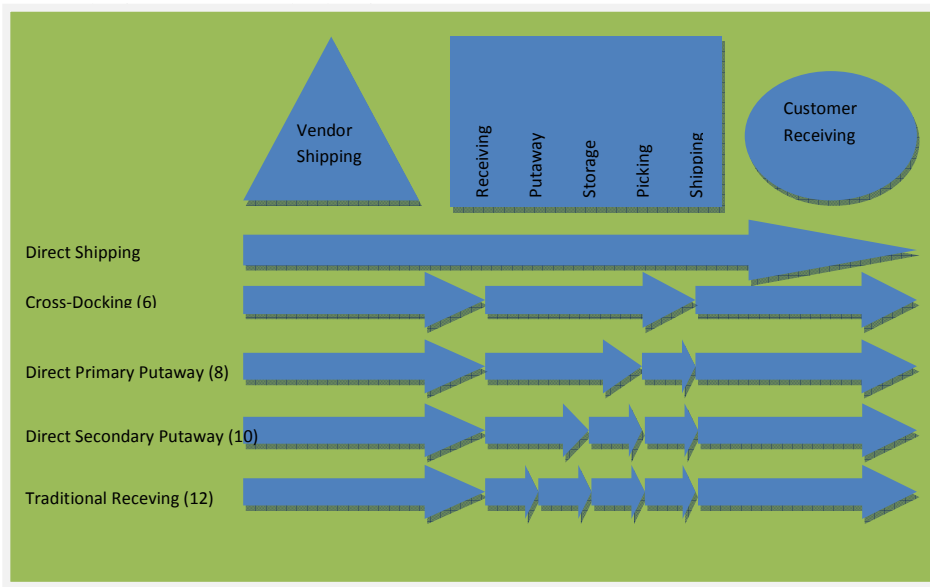 Vendor
Shipping
Receiving
Putaway
Storage
Picking
Shipping
Customer
Receiving
Direct Shipping
Cross-Docking (6)
Direct Primary Putaway (8)
Direct Secondary Putaway (10)
Traditional Receving (12)